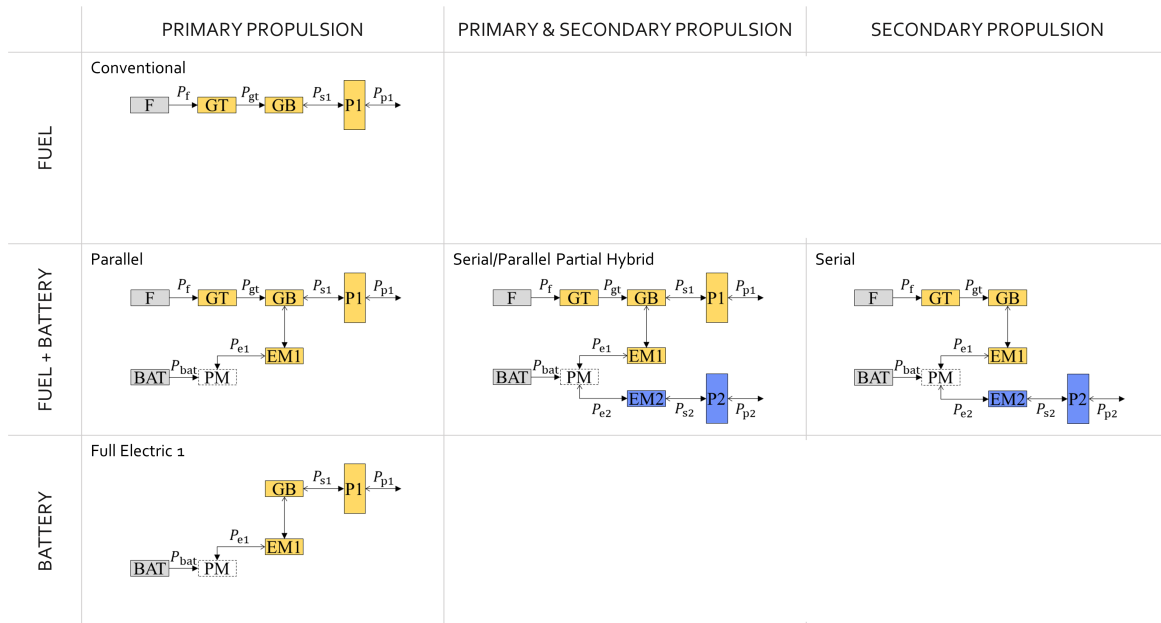 PRIMARY PROPULSION
PRIMARY & SECONDARY PROPULSION
SECONDARY PROPULSION
FUEL
Conventional
F
P_f
GT
P_gt
GB
P_s1
P1
P_p1
FUEL + BATTERY
Parallel
F
P_f
GT
P_gt
GB
P_s1
P1
P_p1
P_e1
EM1
BAT
P_bat
PM
Serial/Parallel Partial Hybrid
F
P_f
GT
P_gt
GB
P_s1
P1
P_p1
P_e1
EM1
BAT
P_bat
PM
P_e2
EM2
P_s2
P2
P_p2
Serial
F
P_f
GT
P_gt
GB
P_e1
EM1
BAT
P_bat
PM
P_e2
EM2
P_s2
P2
P_p2
BATTERY
Full Electric 1
GB
P_s1
P1
P_p1
P_e1
EM1
BAT
P_bat
PM